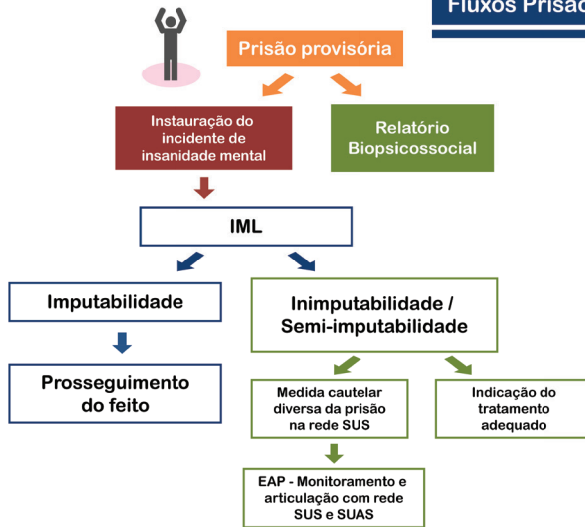 Fluxos Prisão
Prisão provisória
Instauração do
incidente de
insanidade mental
Relatório
Biopsicossocial
IML
Imputabilidade
Inimputabilidade /
Semi-imputabilidade
Prosseguimento
do feito
Medida cautelar
diversa da prisão
na rede SUS
Indicação do
tratamento
adequado
EAP - Monitoramento e
articulação com rede
SUS e SUAS